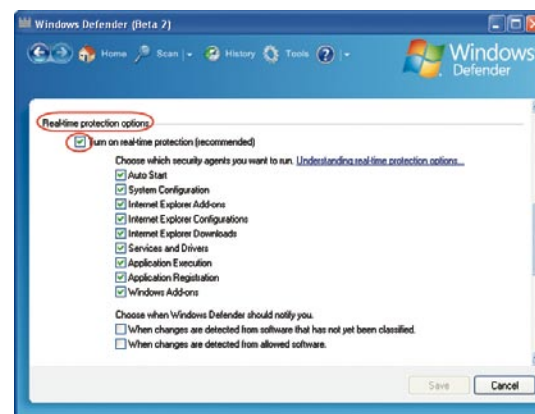 Windows Defender (Beta 2)
Home Scan History Tools
Windows
Defender
Real-time protection options
Turn on real-time protection (recommended)
Choose which security agents you want to run. Understanding real-time protection options...
Auto Start
System Configuration
Internet Explorer Add-ons
Internet Explorer Configurations
Internet Explorer Downloads
Services and Drivers
Application Execution
Application Registration
Windows Add-ons
Choose when Windows Defender should notify you.
When changes are detected from software that has not yet been classified.
When changes are detected from allowed software.
Save Cancel